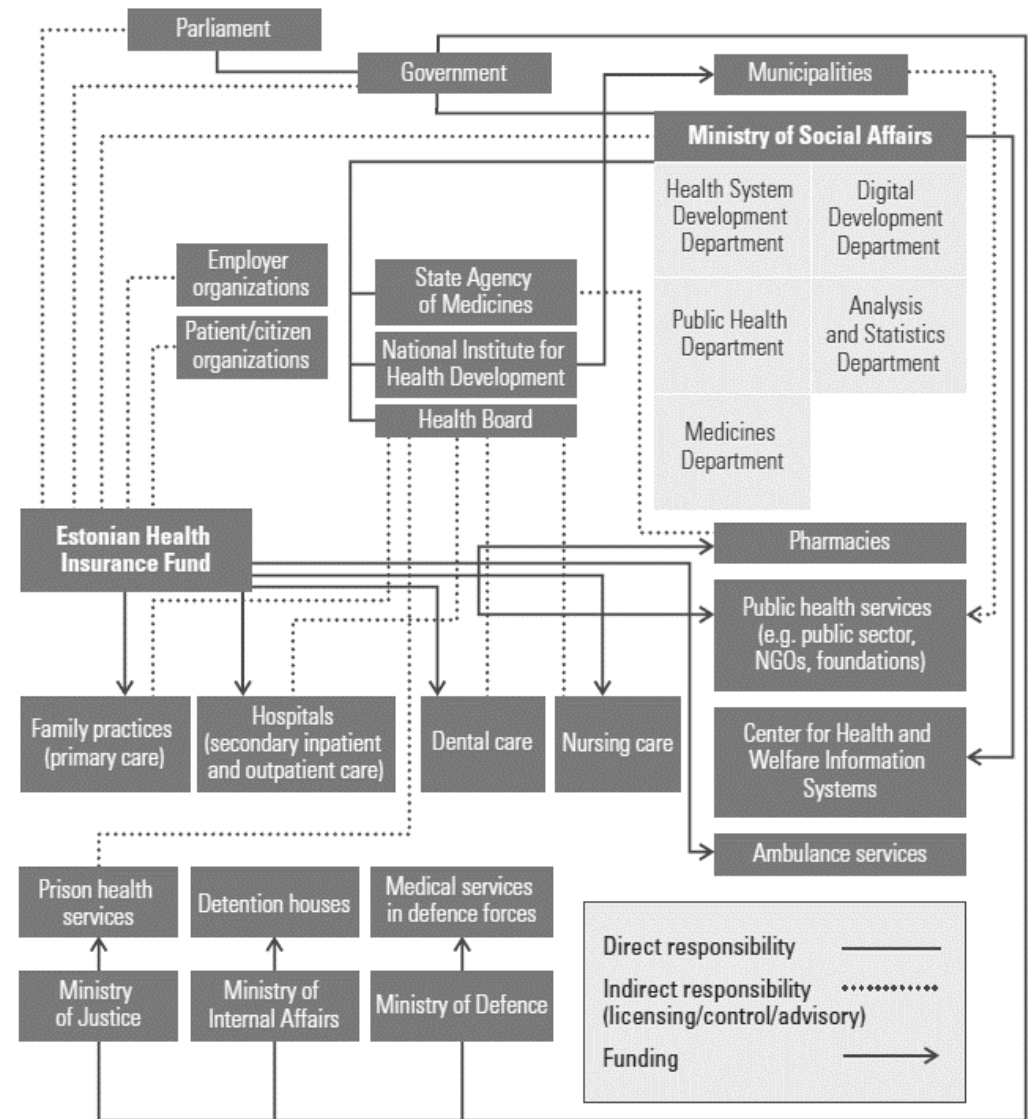 Parliament
Government
Municipalities
Ministry of Social Affairs
Health System
Development
Department
Digital
Development
Department
Public Health
Department
Analysis
and Statistics
Department
Medicines
Department
Employer
organizations
Patient/citizen
organizations
State Agency
of Medicines
National Institute for
Health Development
Health Board
Estonian Health
Insurance Fund
Pharmacies
Public health services
(e.g. public sector,
NGOs, foundations)
Family practices
(primary care)
Hospitals
(secondary inpatient
and outpatient care)
Dental care
Nursing care
Center for Health and
Welfare Information
Systems
Ambulance services
Prison health
services
Detention houses
Medical services
in defence forces
Ministry
of Justice
Ministry of
Internal Affairs
Ministry of Defence
Direct responsibility
Indirect responsibility
(licensing/control/advisory)
Funding